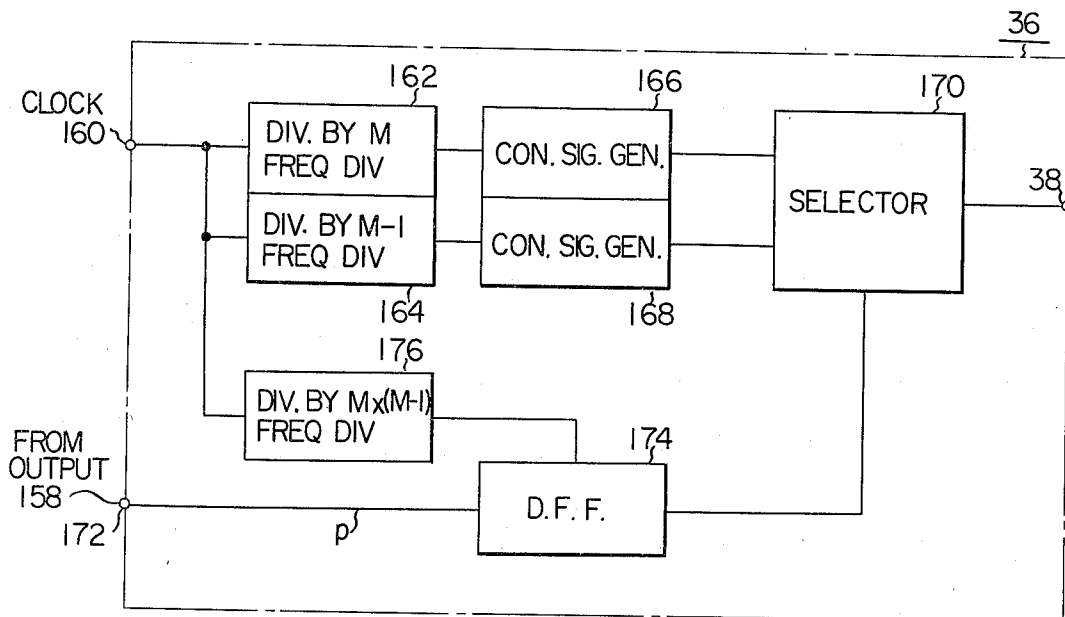 36
162
166
170
CLOCK
160
DIV. BY M
FREQ DIV
CON. SIG. GEN.
SELECTOR
38
DIV. BY M-1
FREQ DIV
CON. SIG. GEN.
164
168
176
DIV. BY Mx(M-1)
FREQ DIV
174
FROM
OUTPUT
158
172
P
D.F.F.